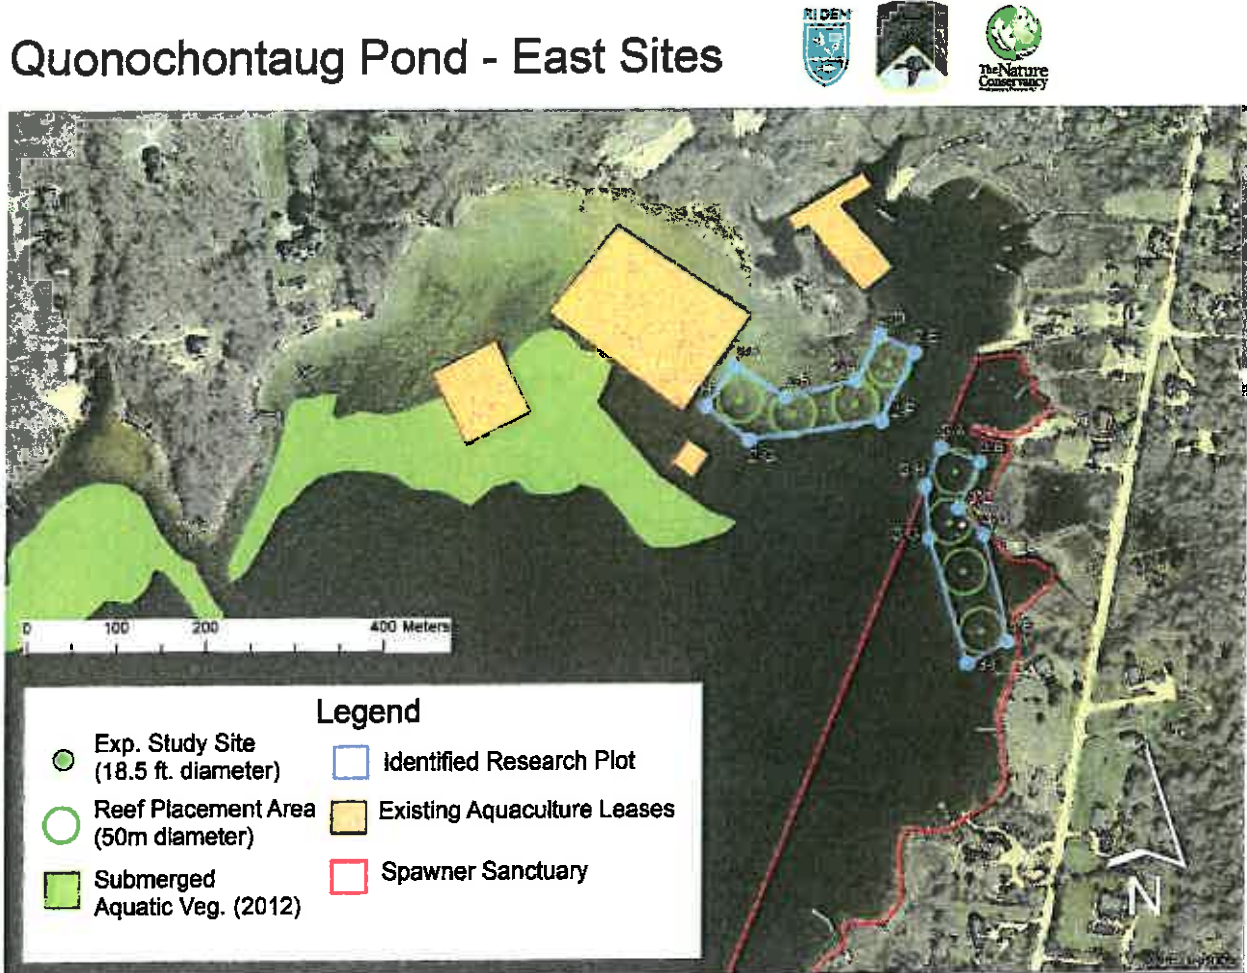 Quonochontaug Pond - East Sites
RI DEM
The Nature
Conservancy
0 100 200 400 Meters
Legend
Exp. Study Site
(18.5 ft. diameter)
Identified Research Plot
Reef Placement Area
(50m diameter)
Existing Aquaculture Leases
Submerged
Aquatic Veg. (2012)
Spawner Sanctuary
N